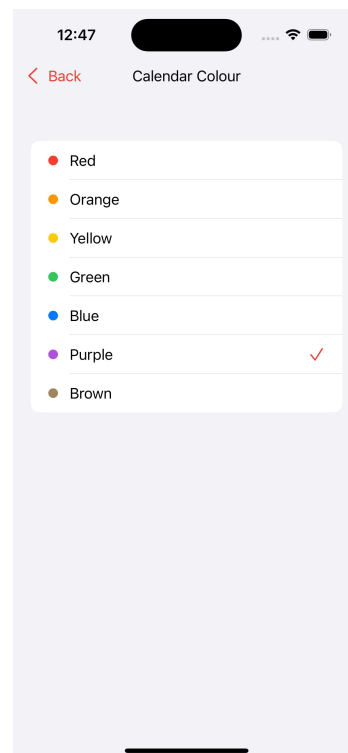 12:47
Back Calendar Colour
Red
Orange
Yellow
Green
Blue
Purple
Brown